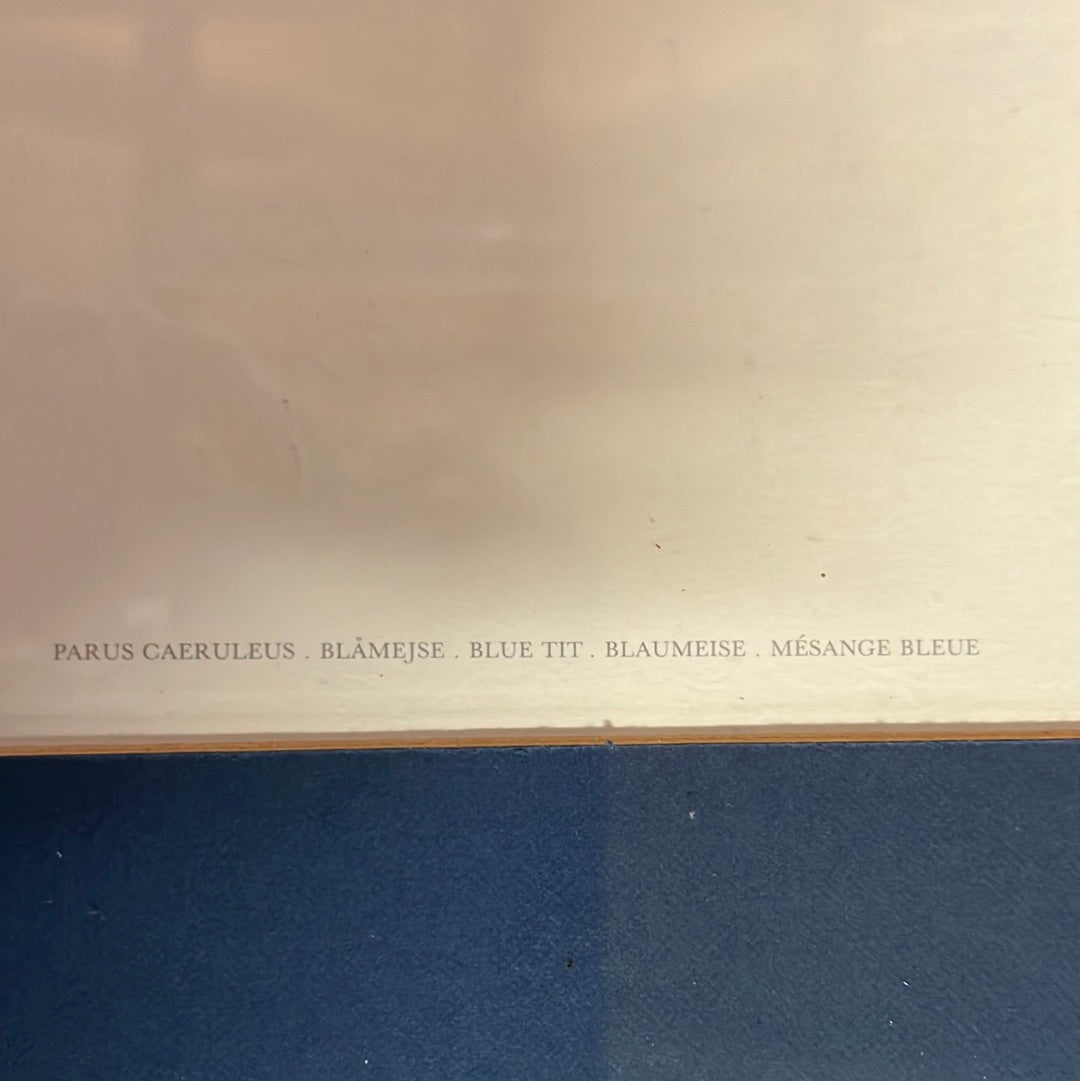 PARUS CAERULEUS . BLÅMEJSE . BLUE TIT . BLAUMEISE . MÉSANGE BLEUE